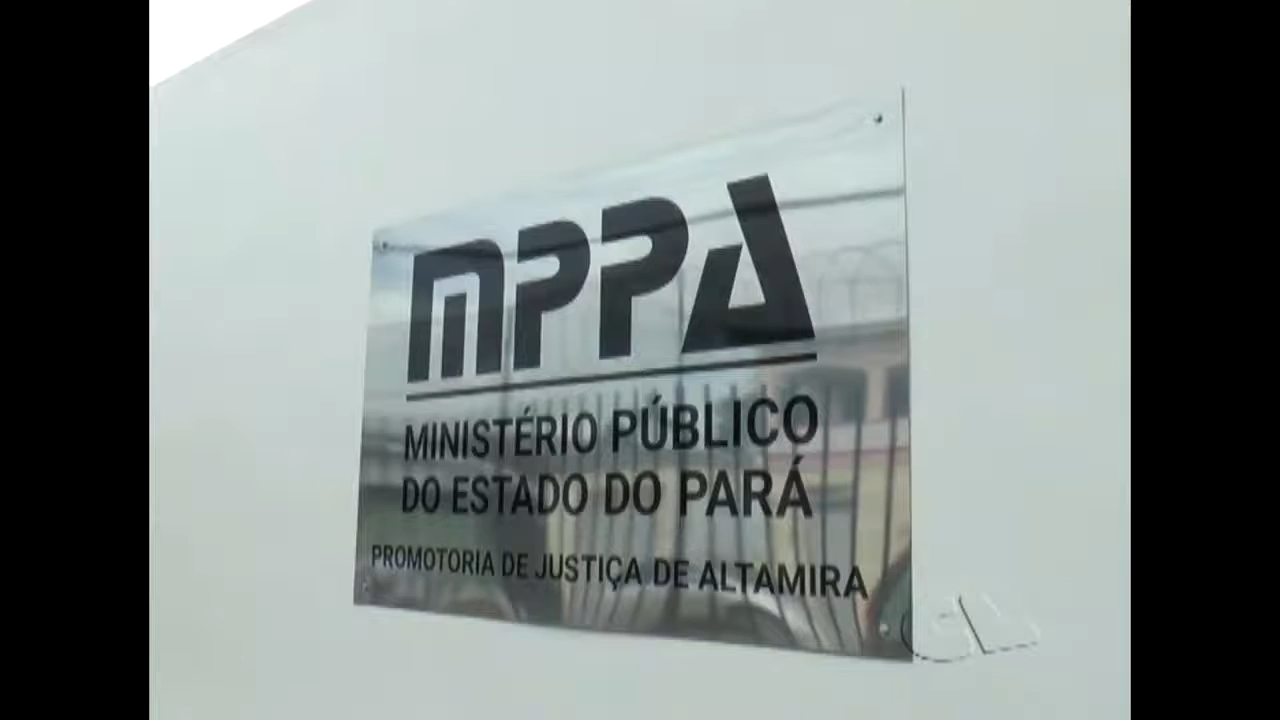 MPPA
MINISTÉRIO PÚBLICO
DO ESTADO DO PARÁ
PROMOTORIA DE JUSTIÇA DE ALTAMIRA